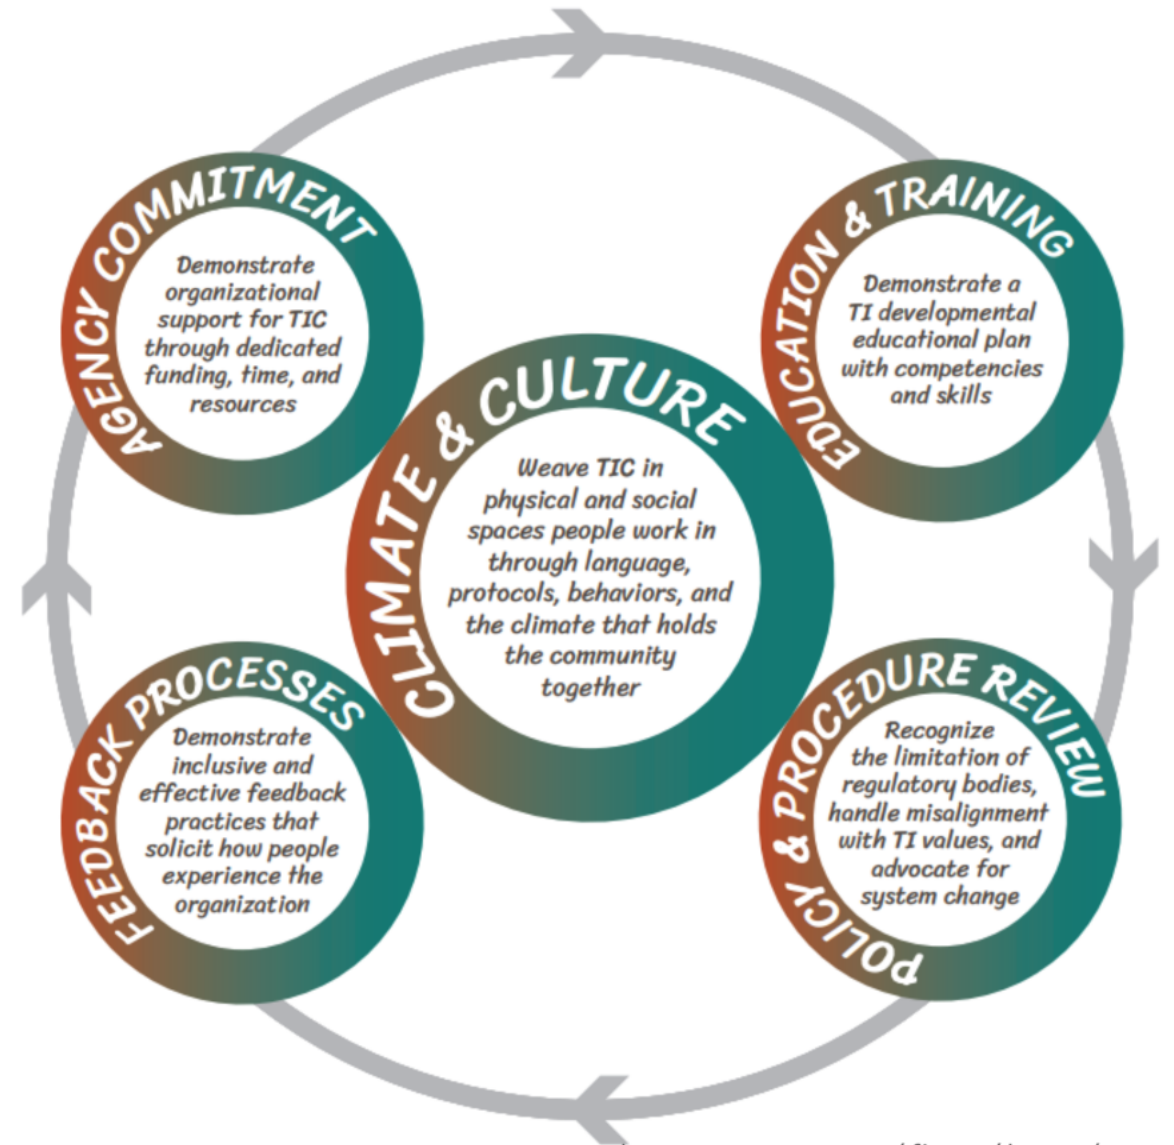 AGENCY COMMITMENT
Demonstrate
organizational
support for TIC
through dedicated
funding, time, and
resources
EDUCATION & TRAINING
Demonstrate a
TI developmental
educational plan
with competencies
and skills
CLIMATE & CULTURE
Weave TIC in
physical and social
spaces people work in
through language,
protocols, behaviors, and
the climate that holds
the community
together
FEEDBACK PROCESSES
Demonstrate
inclusive and
effective feedback
practices that
solicit how people
experience the
organization
POLICY & PROCEDURE REVIEW
Recognize
the limitation of
regulatory bodies,
handle misalignment
with TI values, and
advocate for
system change